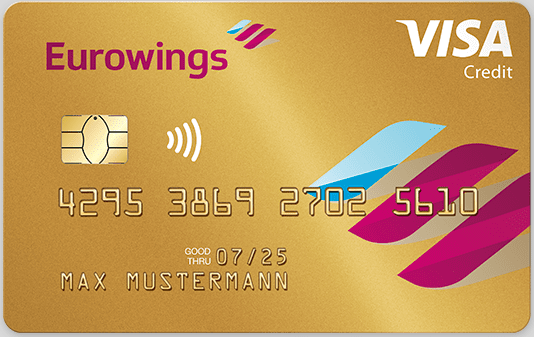 Eurowings
VISA
Credit
4295 3869 2702 5610
GOOD THRU 07/25
MAX MUSTERMANN